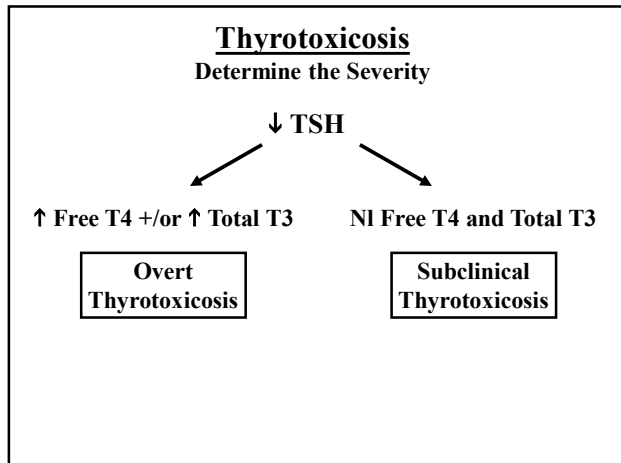 Thyrotoxicosis
Determine the Severity
↓ TSH
↑ Free T4 +/or ↑ Total T3
Nl Free T4 and Total T3
Overt
Thyrotoxicosis
Subclinical
Thyrotoxicosis